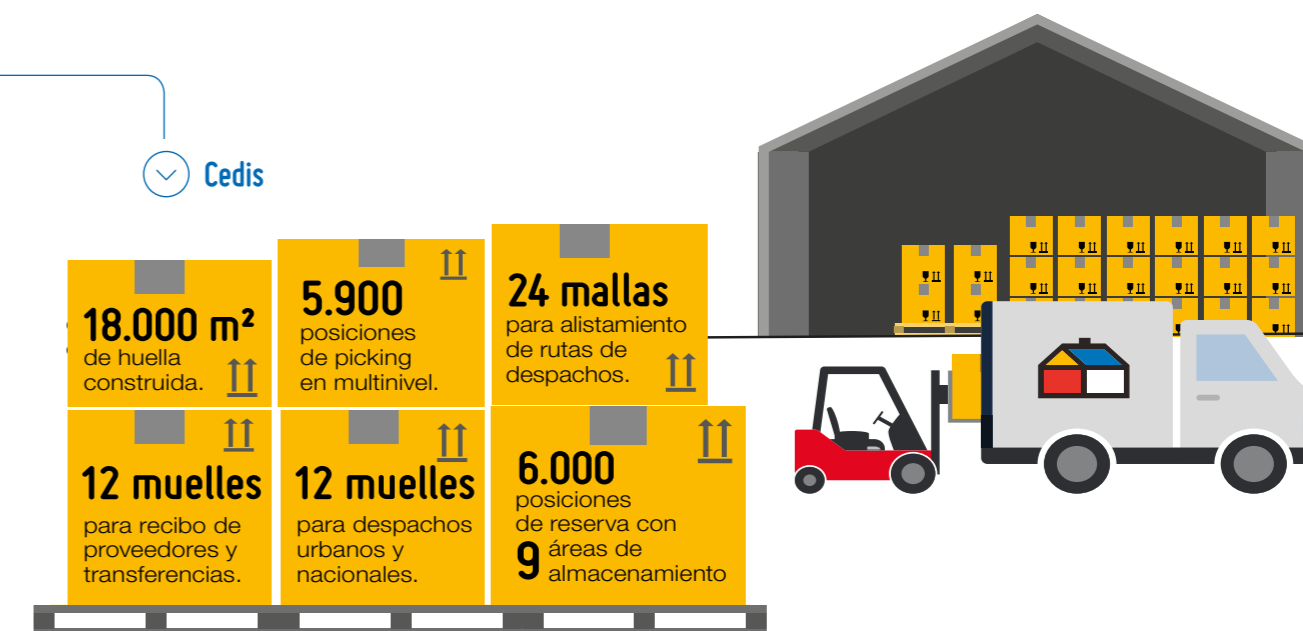 Cedis
18.000 m²
de huella
construida.
5.900
posiciones
de picking
en multinivel.
24 mallas
para alistamiento
de rutas de
despachos.
12 muelles
para recibo de
proveedores y
transferencias.
12 muelles
para despachos
urbanos y
nacionales.
6.000
posiciones
de reserva con
9 áreas de
almacenamiento